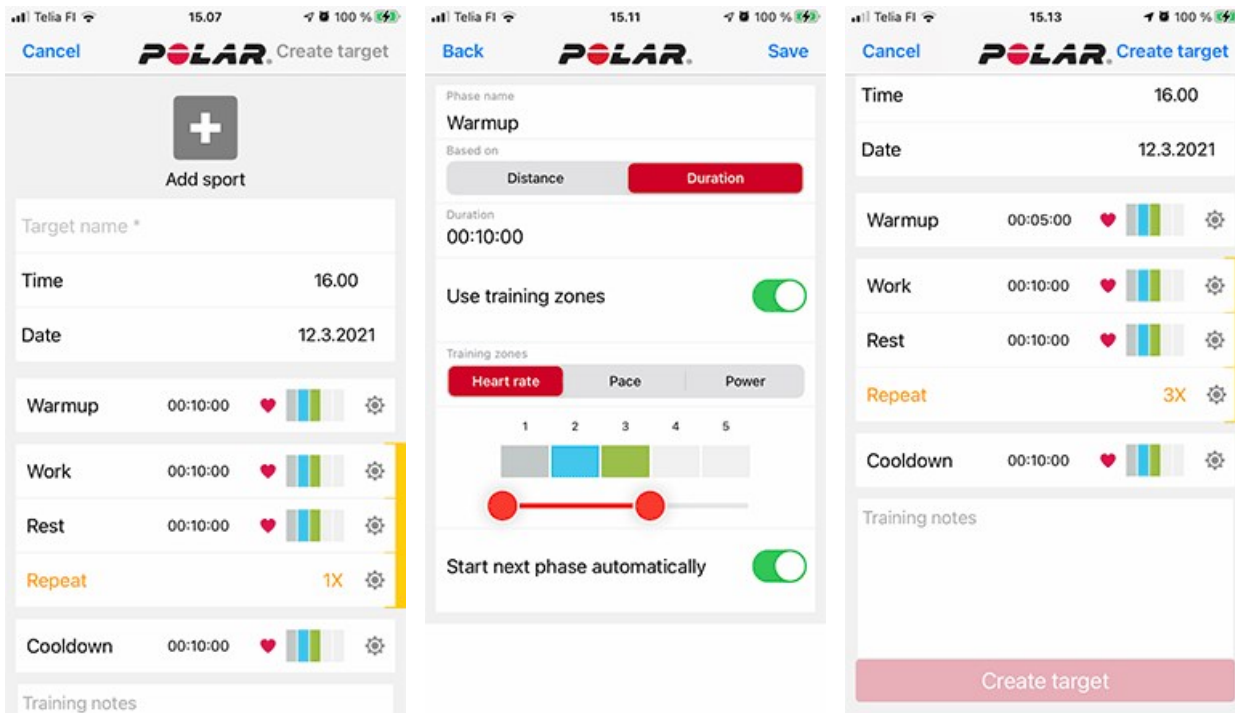 Telia FI 15.07 100 %
Cancel POLAR. Create target
Add sport
Target name *
Time 16.00
Date 12.3.2021
Warmup 00:10:00
Work 00:10:00
Rest 00:10:00
Repeat 1X
Cooldown 00:10:00
Training notes
Telia FI 15.11 100 %
Back POLAR. Save
Phase name
Warmup
Based on
Distance Duration
Duration
00:10:00
Use training zones
Training zones
Heart rate Pace Power
1 2 3 4 5
Start next phase automatically
Telia FI 15.13 100 %
Cancel POLAR. Create target
Time 16.00
Date 12.3.2021
Warmup 00:05:00
Work 00:10:00
Rest 00:10:00
Repeat 3X
Cooldown 00:10:00
Training notes
Create target